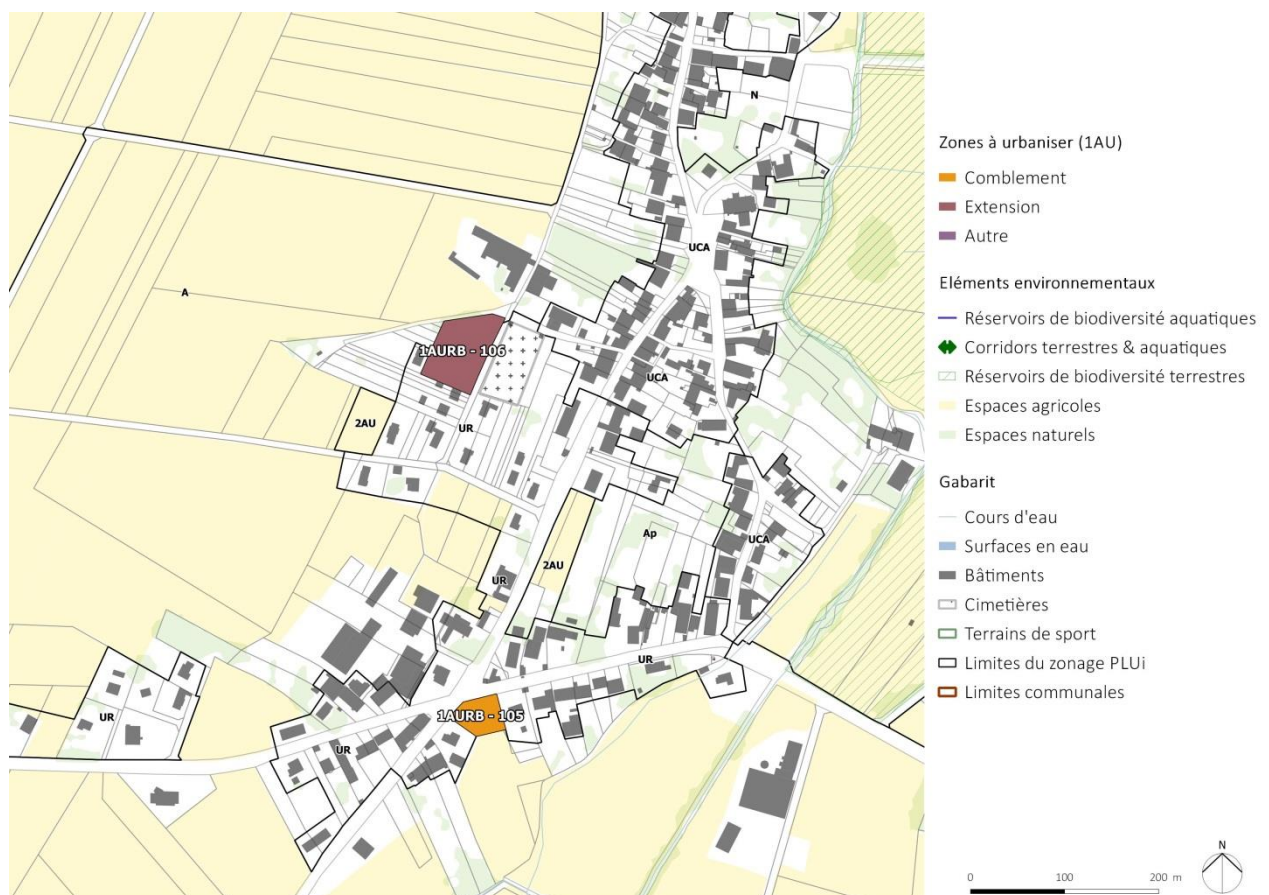 N
UCA
A
1AURB - 106
UCA
2AU
UR
Ap
UCA
UR
2AU
UR
UR
1AURB - 105
UR
Zones à urbaniser (1AU)
Comblement
Extension
Autre
Eléments environnementaux
Réservoirs de biodiversité aquatiques
Corridors terrestres & aquatiques
Réservoirs de biodiversité terrestres
Espaces agricoles
Espaces naturels
Gabarit
Cours d'eau
Surfaces en eau
Bâtiments
Cimetières
Terrains de sport
Limites du zonage PLUi
Limites communales
N
0 100 200 m